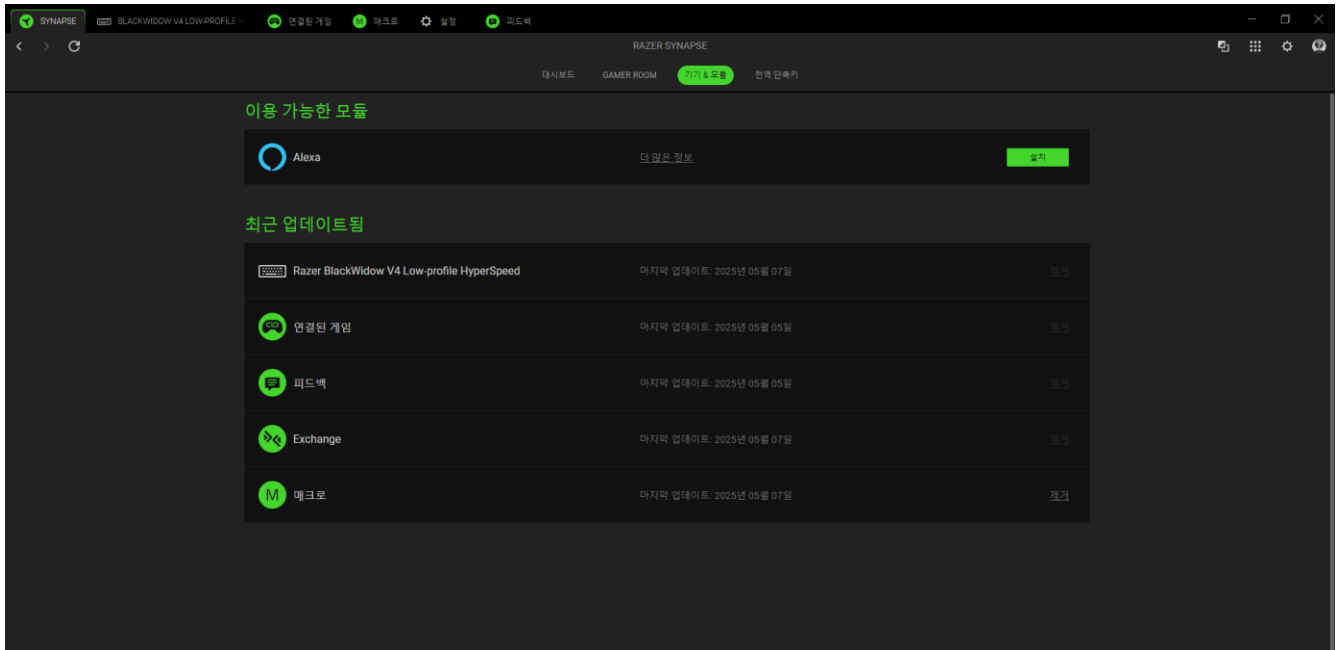 SYNAPSE BLACKWIDOW V4 LOW-PROFILE H 연결된 게임 M 매크로 설정 피드백
RAZER SYNAPSE
대시보드 GAMER ROOM 기기 & 모듈 전역 단축키
이용 가능한 모듈
Alexa 더 많은 정보 설치
최근 업데이트됨
Razer BlackWidow V4 Low-profile HyperSpeed 마지막 업데이트: 2025년 05월 07일 제거
연결된 게임 마지막 업데이트: 2025년 05월 05일 제거
피드백 마지막 업데이트: 2025년 05월 05일 제거
Exchange 마지막 업데이트: 2025년 05월 07일 제거
M 매크로 마지막 업데이트: 2025년 05월 07일 제거